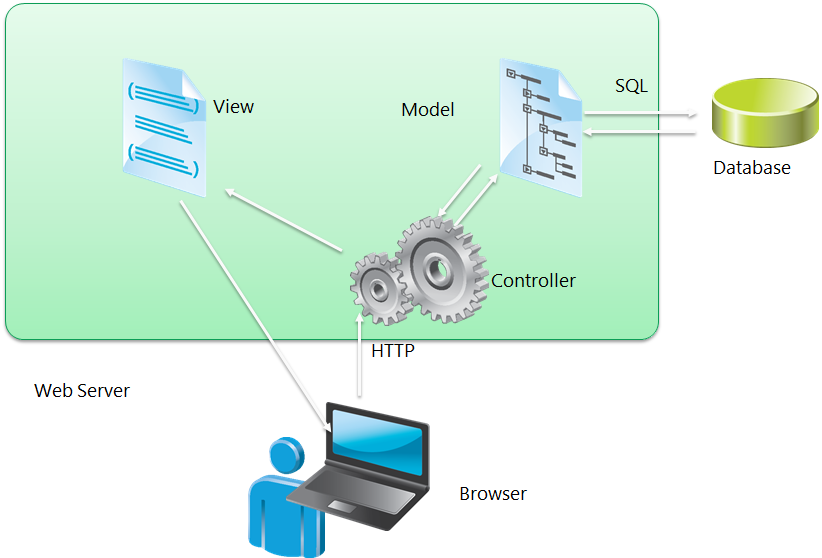 SQL
View
Model
Database
Controller
HTTP
Web Server
Browser